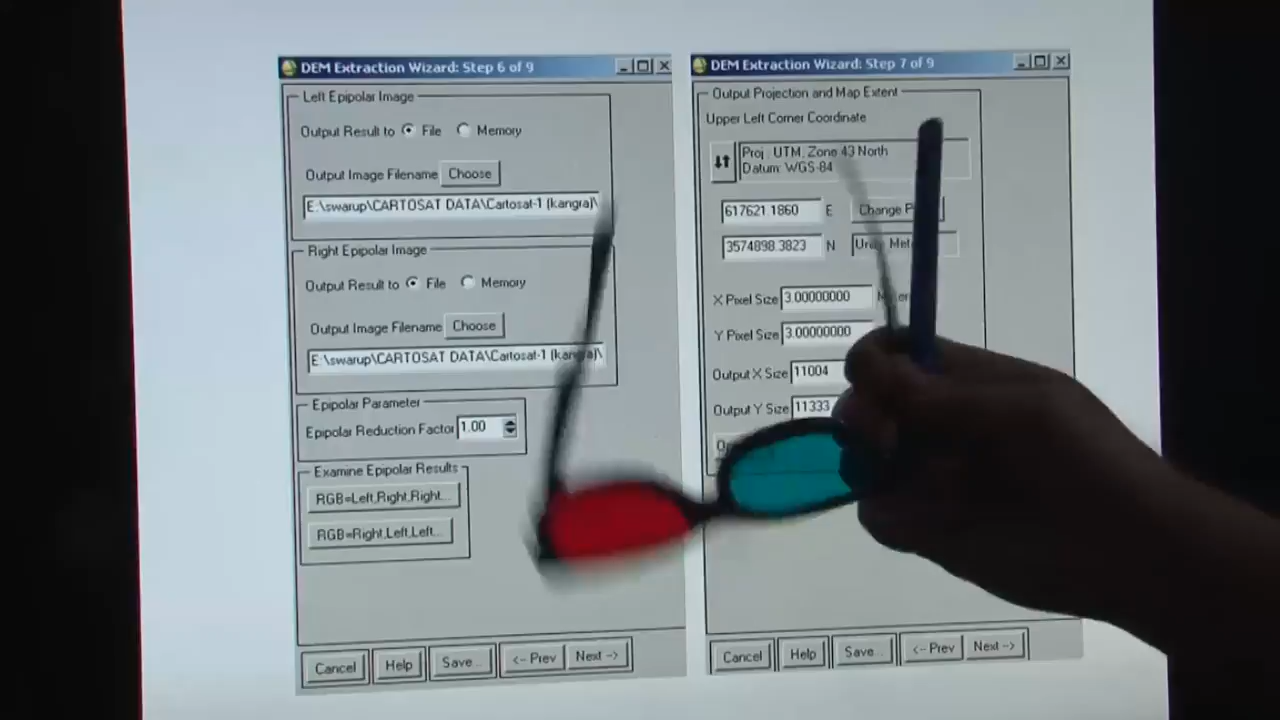 DEM Extraction Wizard: Step 6 of 9
Left Epipolar Image
Output Result to File Memory
Output Image Filename Choose
E:\swarup\CARTOSAT DATA\Cartosat-1 (kangra)\
Right Epipolar Image
Output Result to File Memory
Output Image Filename Choose
E:\swarup\CARTOSAT DATA\Cartosat-1 (kangra)\
Epipolar Parameter
Epipolar Reduction Factor 1.00
Examine Epipolar Results
RGB=Left,Right,Right...
RGB=Right,Left,Left...
Cancel Help Save... <-- Prev Next -->
DEM Extraction Wizard: Step 7 of 9
Output Projection and Map Extent
Upper Left Corner Coordinate
Proj: UTM, Zone 43 North
Datum: WGS-84
617621.1860 E Change
3574898.3823 N
X Pixel Size 3.00000000
Y Pixel Size 3.00000000
Output X Size 11004
Output Y Size 11333
Cancel Help Save... <-- Prev Next -->